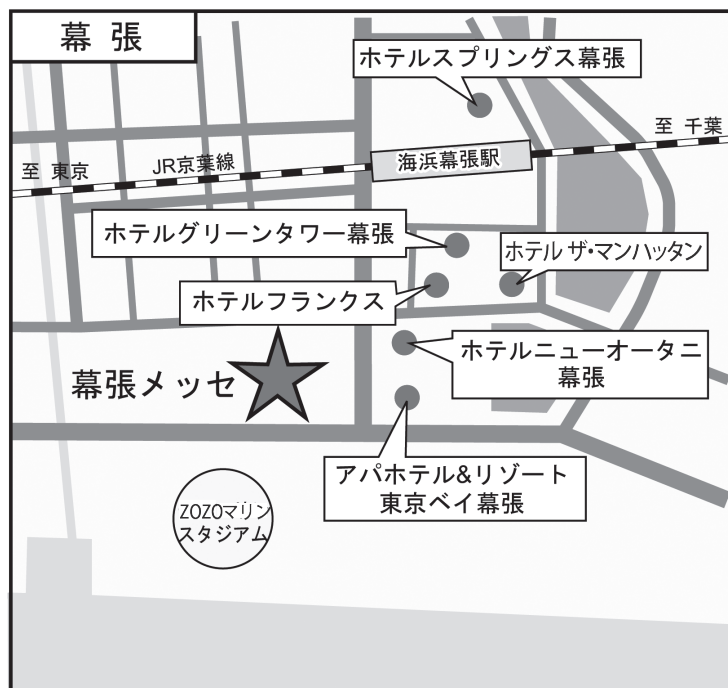 幕張
ホテルスプリングス幕張
至 千葉
海浜幕張駅
JR京葉線
至 東京
ホテルグリーンタワー幕張
ホテル ザ・マンハッタン
ホテルフランクス
ホテルニューオータニ
幕張
幕張メッセ
アパホテル&リゾート
東京ベイ幕張
ZOZOマリン
スタジアム